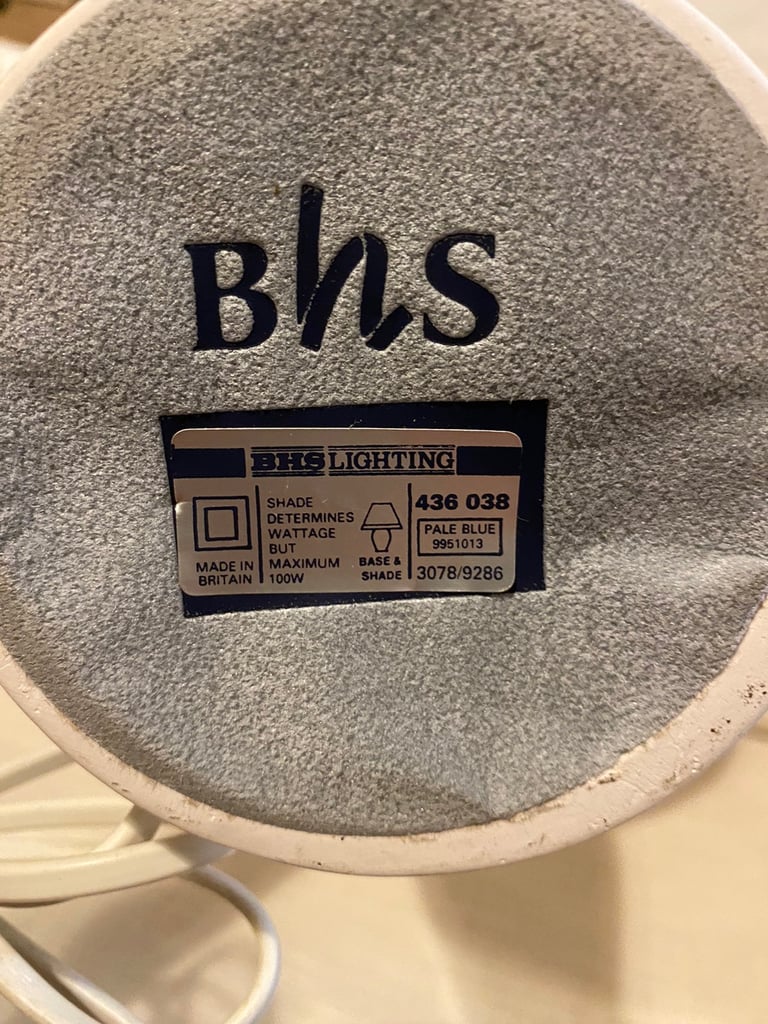 BhS
BHS LIGHTING
SHADE
DETERMINES
WATTAGE
BUT
MAXIMUM
100W
MADE IN
BRITAIN
BASE &
SHADE
436 038
PALE BLUE
9951013
3078/9286